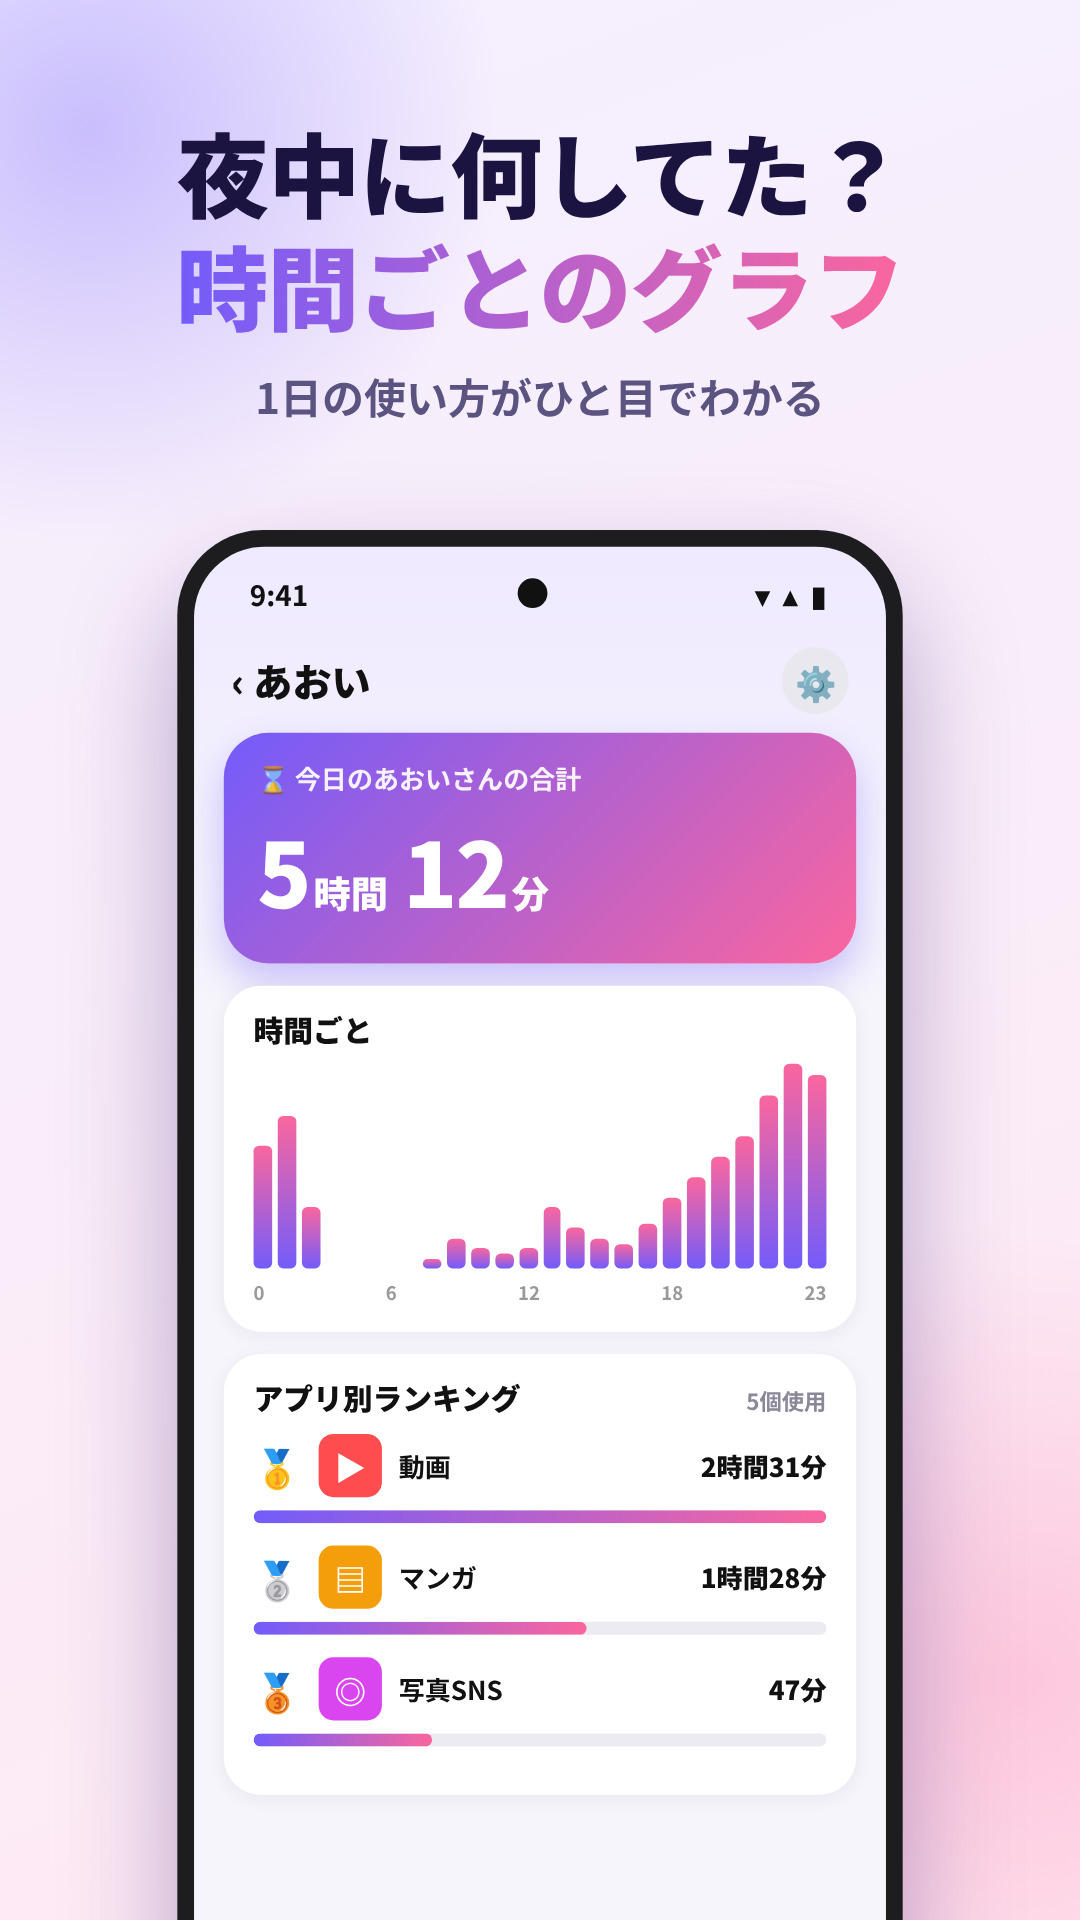 夜中に何してた？
時間ごとのグラフ
1日の使い方がひと目でわかる
9:41
‹ あおい
今日のあおいさんの合計
5時間 12分
時間ごと
0 6 12 18 23
アプリ別ランキング 5個使用
1 動画 2時間31分
2 マンガ 1時間28分
3 写真SNS 47分